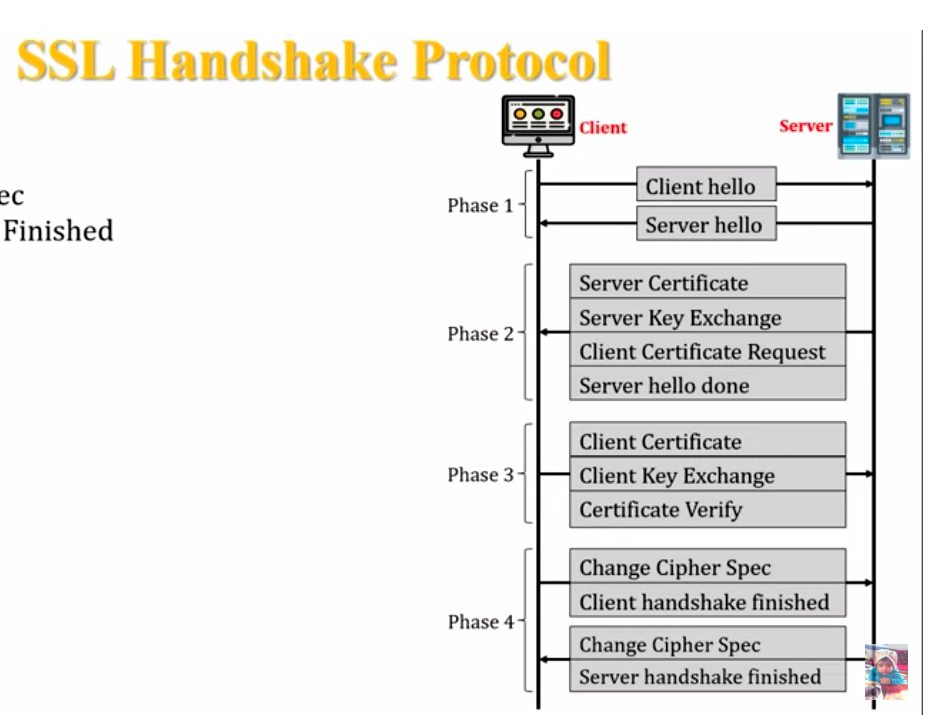 SSL Handshake Protocol
Client
Server
ec
Finished
Phase 1
Client hello
Server hello
Phase 2
Server Certificate
Server Key Exchange
Client Certificate Request
Server hello done
Phase 3
Client Certificate
Client Key Exchange
Certificate Verify
Phase 4
Change Cipher Spec
Client handshake finished
Change Cipher Spec
Server handshake finished